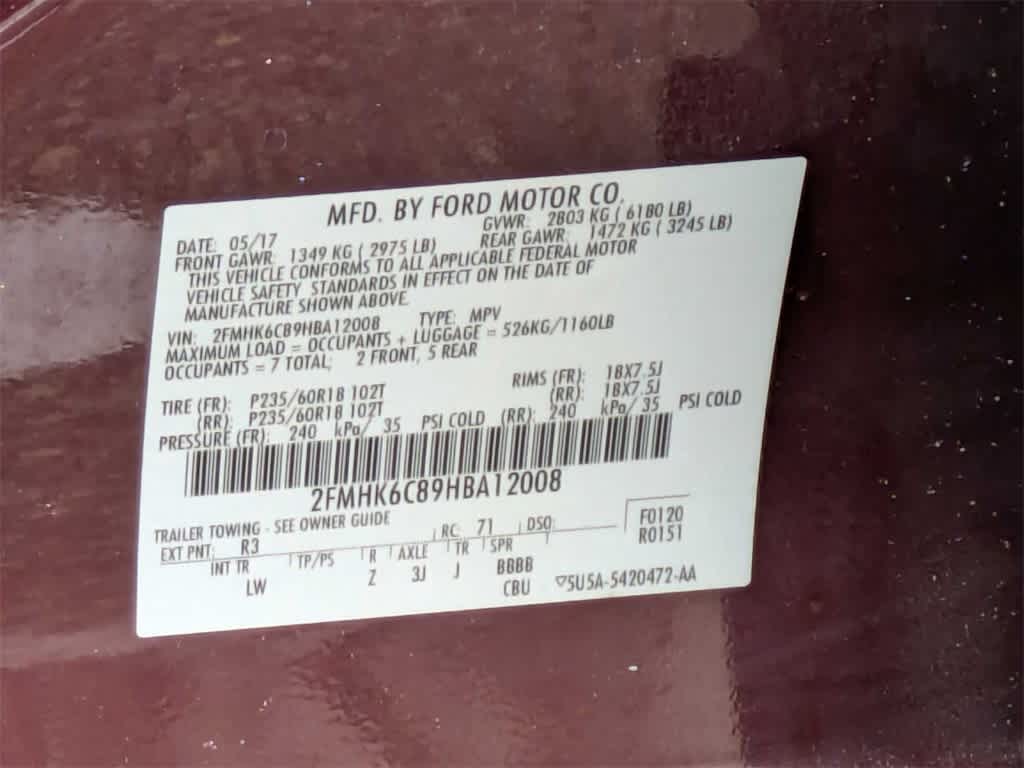 MFD. BY FORD MOTOR CO.
DATE: 05/17 GVWR: 2803 KG ( 6180 LB)
FRONT GAWR: 1349 KG ( 2975 LB) REAR GAWR: 1472 KG ( 3245 LB)
THIS VEHICLE CONFORMS TO ALL APPLICABLE FEDERAL MOTOR
VEHICLE SAFETY STANDARDS IN EFFECT ON THE DATE OF
MANUFACTURE SHOWN ABOVE.
VIN: 2FMHK6C89HBA12008 TYPE: MPV
MAXIMUM LOAD = OCCUPANTS + LUGGAGE = 526KG/1160LB
OCCUPANTS = 7 TOTAL; 2 FRONT, 5 REAR
TIRE (FR): P235/60R18 102T RIMS (FR): 18X7.5J
(RR): P235/60R18 102T (RR): 18X7.5J
PRESSURE (FR): 240 kPa/ 35 PSI COLD (RR): 240 kPa/ 35 PSI COLD
2FMHK6C89HBA12008
TRAILER TOWING - SEE OWNER GUIDE
EXT PNT: R3 RC: 71 DSO: F0120
R0151
INT TR TP/PS R AXLE TR SPR
LW Z 3J J BBBB
CBU ▽5U5A-5420472-AA